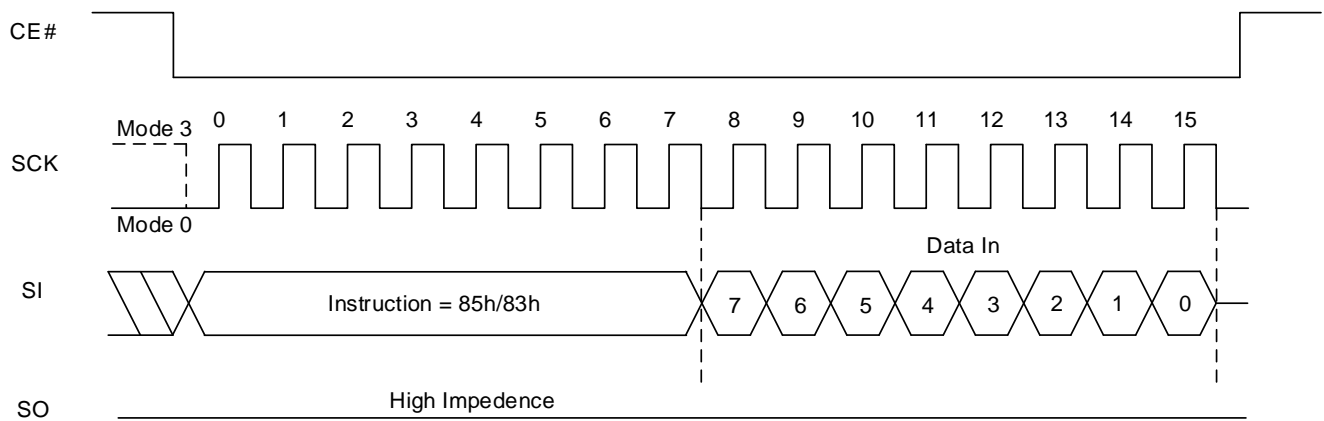 CE#
Mode 3
0 1 2 3 4 5 6 7 8 9 10 11 12 13 14 15
SCK
Mode 0
Data In
SI
Instruction = 85h/83h
7 6 5 4 3 2 1 0
High Impedence
SO